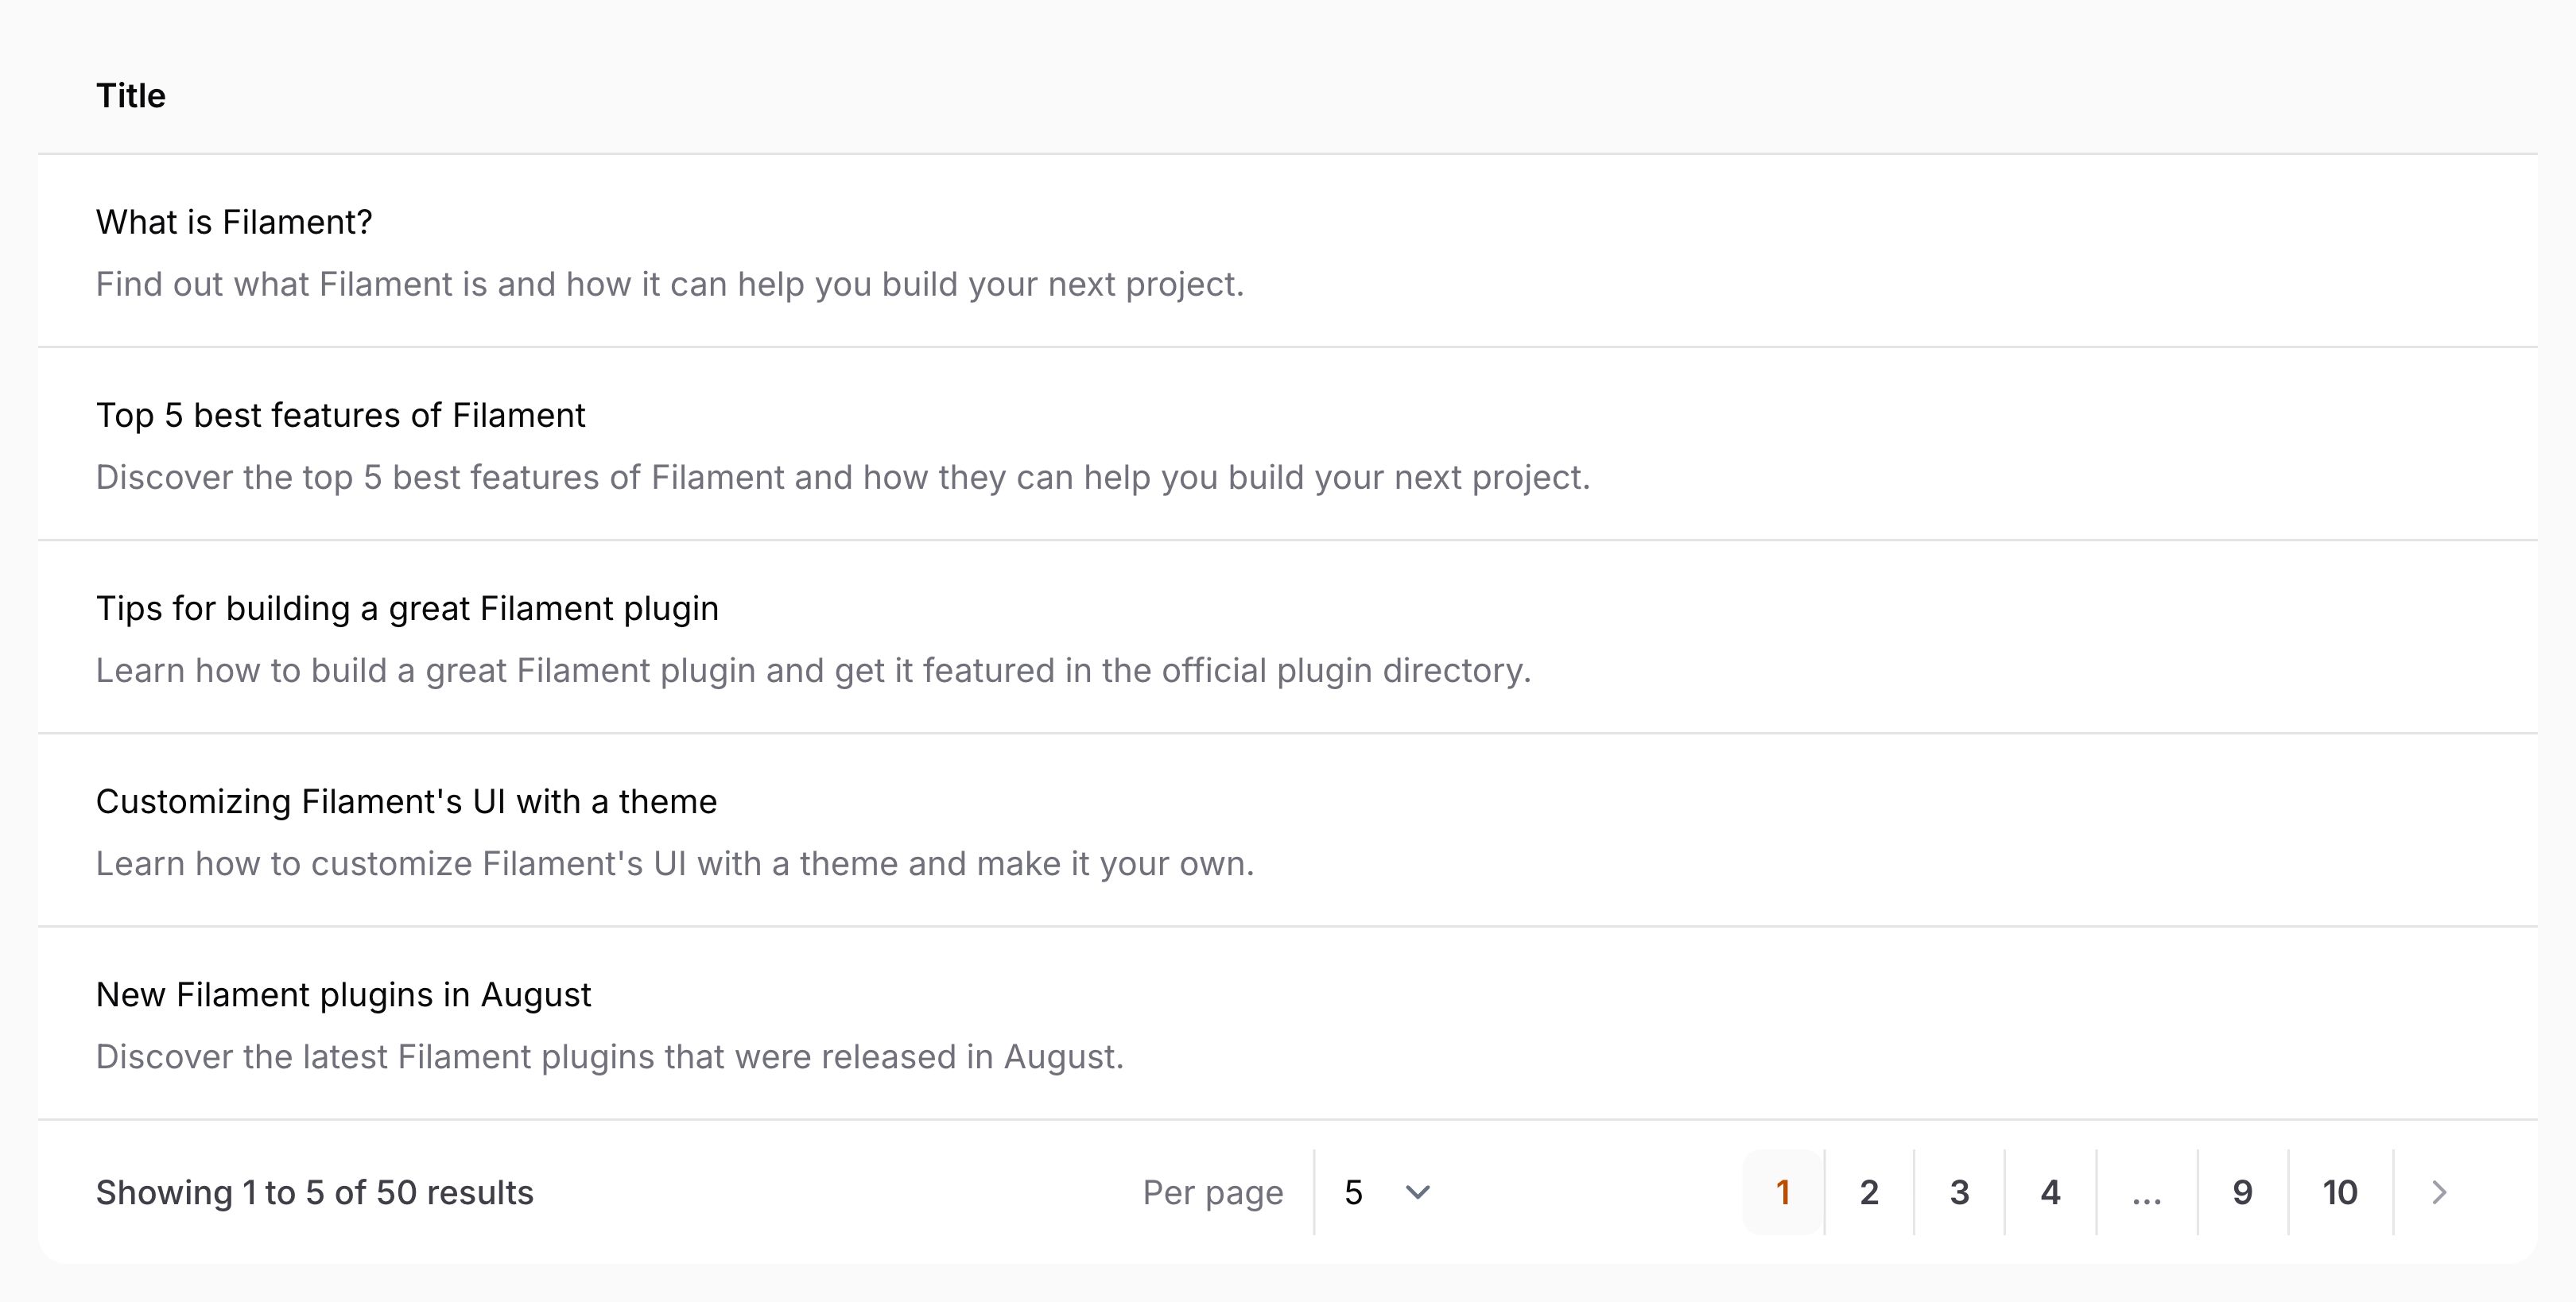 Title
What is Filament?
Find out what Filament is and how it can help you build your next project.
Top 5 best features of Filament
Discover the top 5 best features of Filament and how they can help you build your next project.
Tips for building a great Filament plugin
Learn how to build a great Filament plugin and get it featured in the official plugin directory.
Customizing Filament's UI with a theme
Learn how to customize Filament's UI with a theme and make it your own.
New Filament plugins in August
Discover the latest Filament plugins that were released in August.
Showing 1 to 5 of 50 results Per page 5 1 2 3 4 ... 9 10